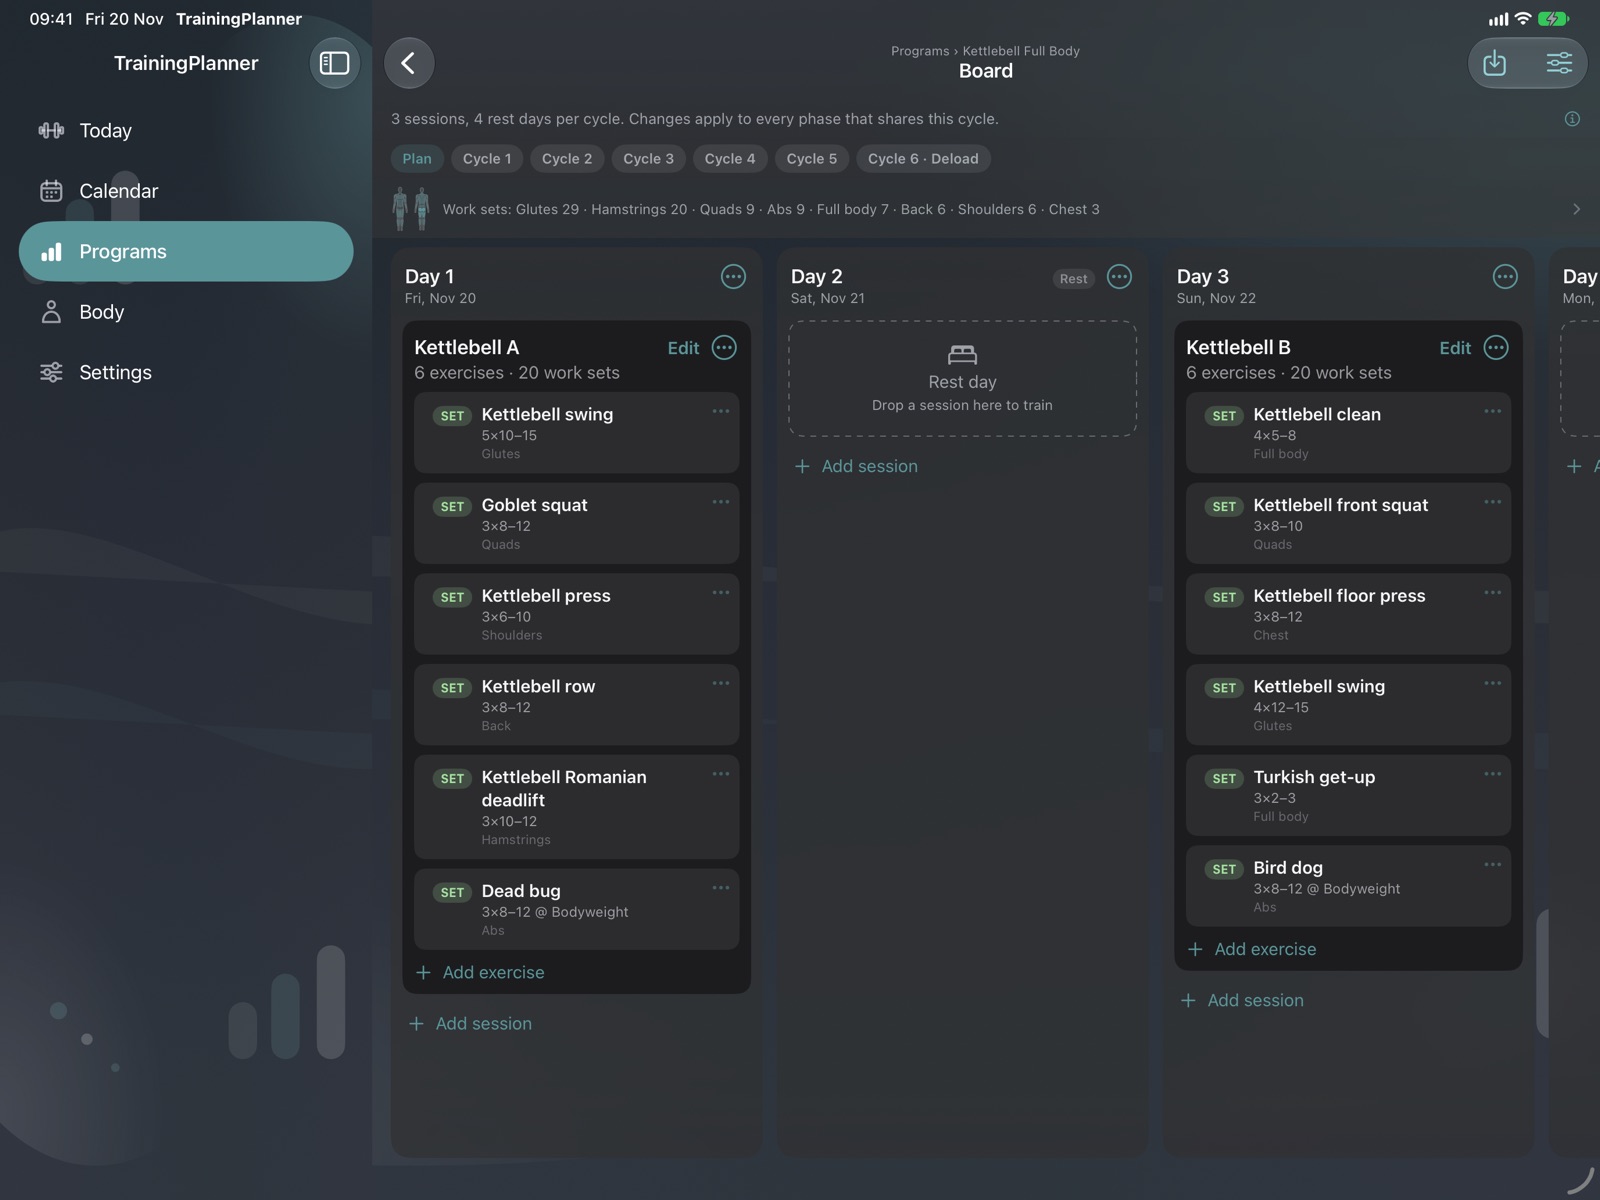 09:41 Fri 20 Nov TrainingPlanner
TrainingPlanner
Today
Calendar
Programs
Body
Settings
Programs › Kettlebell Full Body
Board
3 sessions, 4 rest days per cycle. Changes apply to every phase that shares this cycle.
Plan
Cycle 1
Cycle 2
Cycle 3
Cycle 4
Cycle 5
Cycle 6 · Deload
Work sets: Glutes 29 · Hamstrings 20 · Quads 9 · Abs 9 · Full body 7 · Back 6 · Shoulders 6 · Chest 3
Day 1
Fri, Nov 20
Kettlebell A
Edit
6 exercises · 20 work sets
SET Kettlebell swing
5×10–15
Glutes
SET Goblet squat
3×8–12
Quads
SET Kettlebell press
3×6–10
Shoulders
SET Kettlebell row
3×8–12
Back
SET Kettlebell Romanian
deadlift
3×10–12
Hamstrings
SET Dead bug
3×8–12 @ Bodyweight
Abs
+ Add exercise
+ Add session
Day 2
Rest
Sat, Nov 21
Rest day
Drop a session here to train
+ Add session
Day 3
Sun, Nov 22
Kettlebell B
Edit
6 exercises · 20 work sets
SET Kettlebell clean
4×5–8
Full body
SET Kettlebell front squat
3×8–10
Quads
SET Kettlebell floor press
3×8–12
Chest
SET Kettlebell swing
4×12–15
Glutes
SET Turkish get-up
3×2–3
Full body
SET Bird dog
3×8–12 @ Bodyweight
Abs
+ Add exercise
+ Add session
Day
Mon,
+